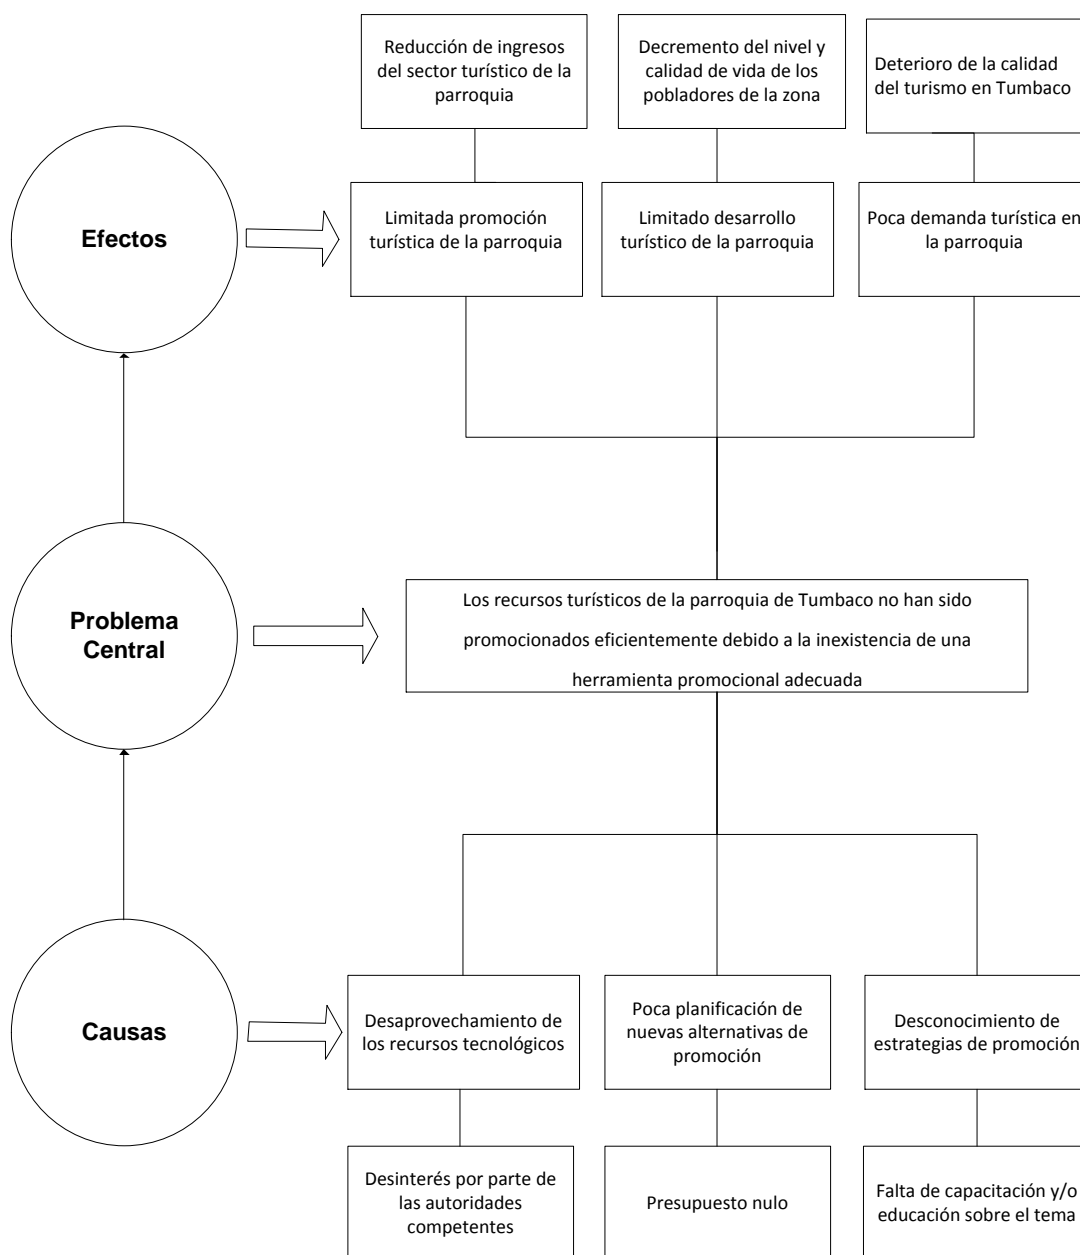 Reducción de ingresos
del sector turístico de la
parroquia
Decremento del nivel y
calidad de vida de los
pobladores de la zona
Deterioro de la calidad
del turismo en Tumbaco
Efectos
Limitada promoción
turística de la parroquia
Limitado desarrollo
turístico de la parroquia
Poca demanda turística en
la parroquia
Problema
Central
Los recursos turísticos de la parroquia de Tumbaco no han sido
promocionados eficientemente debido a la inexistencia de una
herramienta promocional adecuada
Causas
Desaprovechamiento de
los recursos tecnológicos
Poca planificación de
nuevas alternativas de
promoción
Desconocimiento de
estrategias de promoción
Desinterés por parte de
las autoridades
competentes
Presupuesto nulo
Falta de capacitación y/o
educación sobre el tema